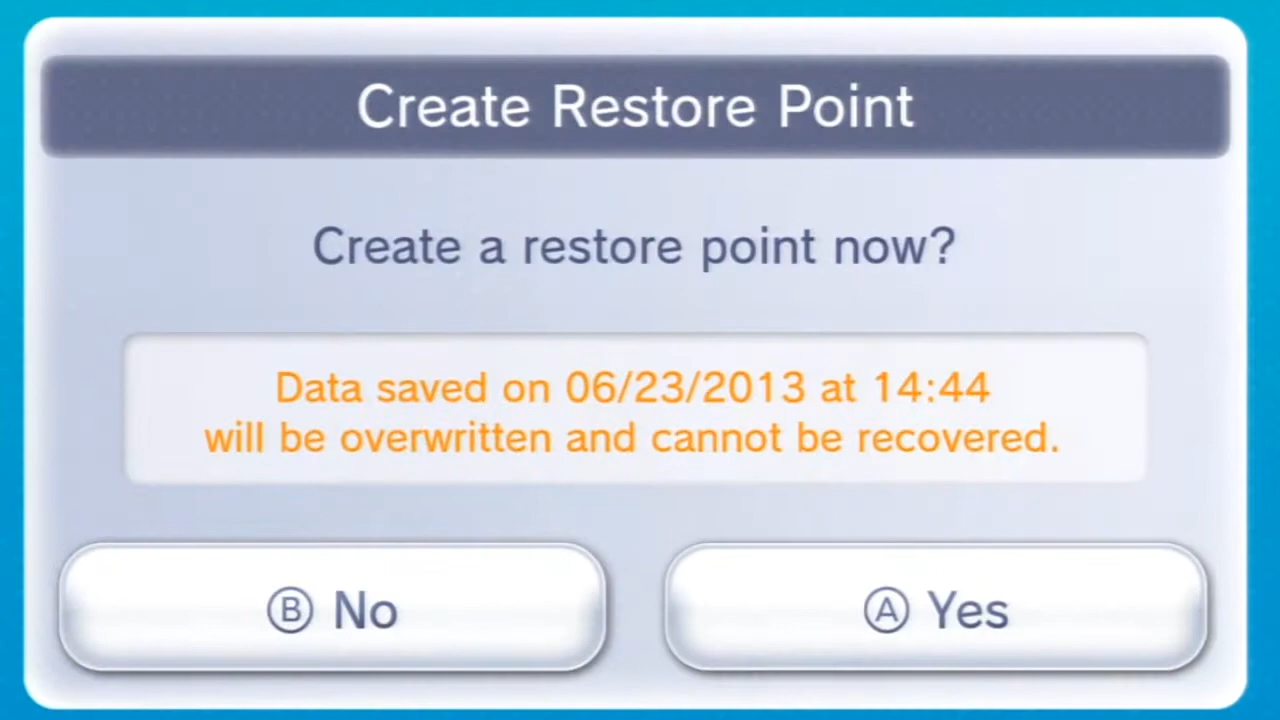 Create Restore Point
Create a restore point now?
Data saved on 06/23/2013 at 14:44
will be overwritten and cannot be recovered.
Ⓑ No
Ⓐ Yes